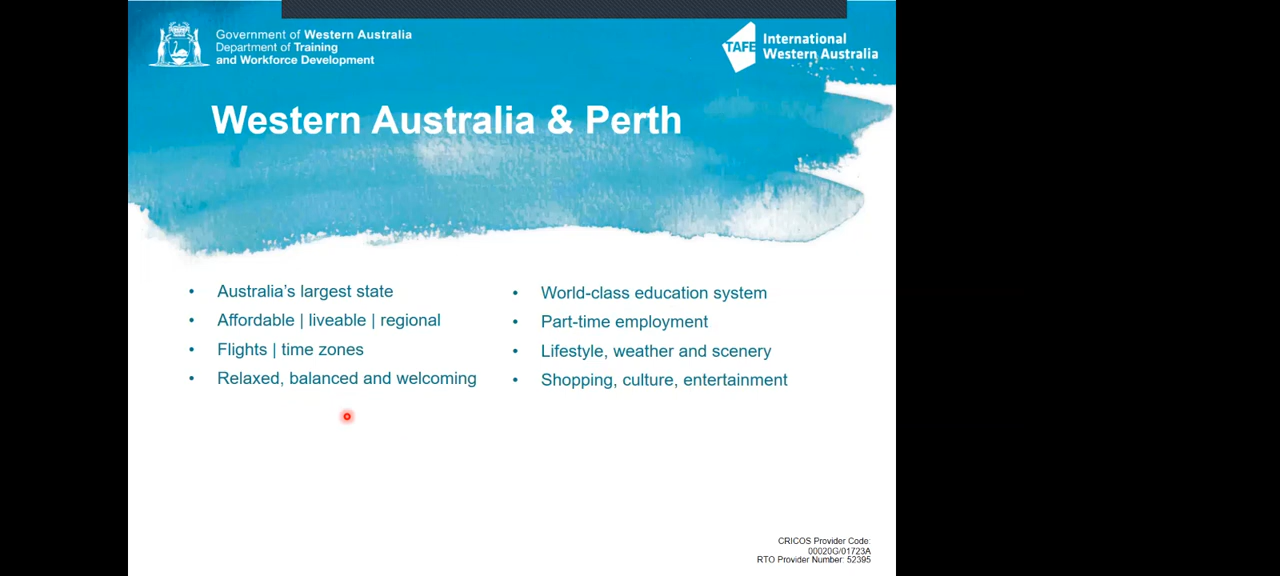 Government of Western Australia
Department of Training
and Workforce Development
TAFE
International
Western Australia
Western Australia & Perth
• Australia's largest state
• Affordable | liveable | regional
• Flights | time zones
• Relaxed, balanced and welcoming
• World-class education system
• Part-time employment
• Lifestyle, weather and scenery
• Shopping, culture, entertainment
CRICOS Provider Code:
00020G/01723A
RTO Provider Number: 52395